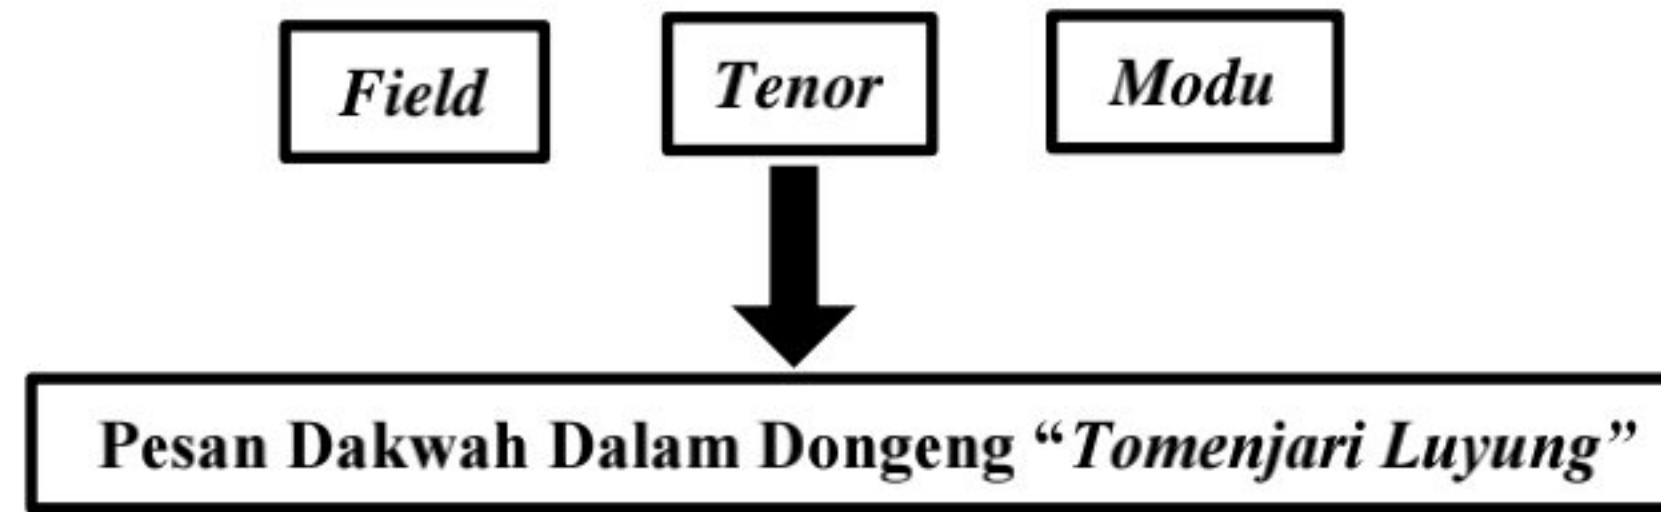 Field
Tenor
Modu
Pesan Dakwah Dalam Dongeng “Tomenjari Luyung”